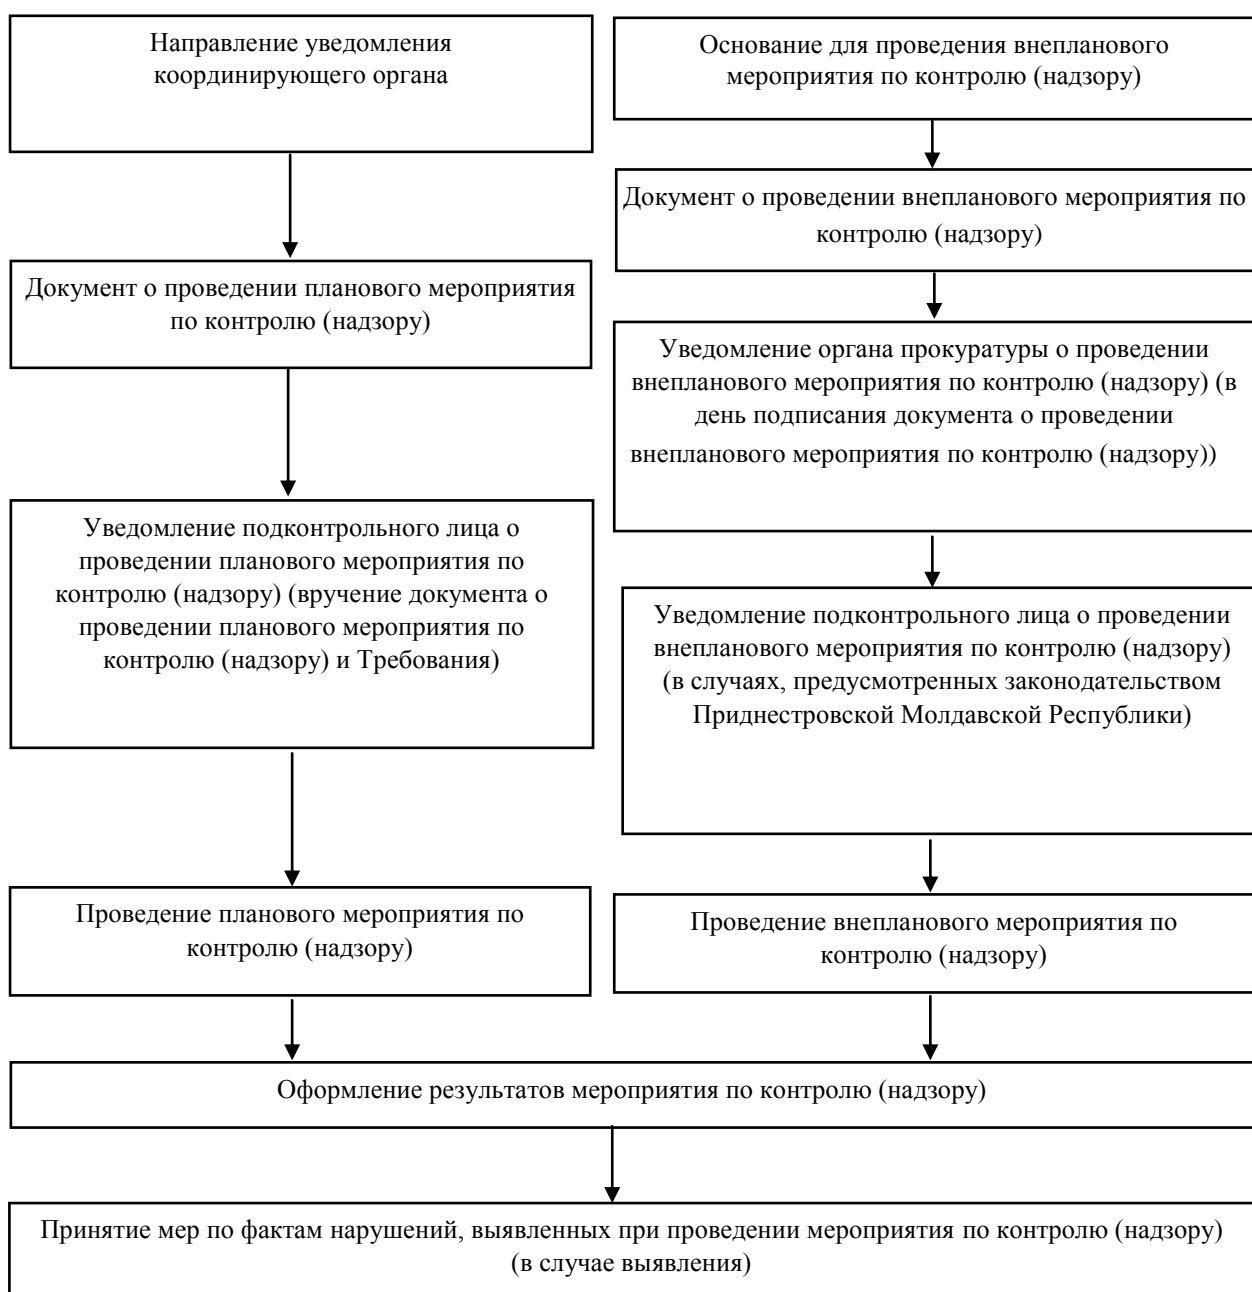 Направление уведомления
координирующего органа
Документ о проведении планового мероприятия
по контролю (надзору)
Уведомление подконтрольного лица о
проведении планового мероприятия по
контролю (надзору) (вручение документа о
проведении планового мероприятия по
контролю (надзору) и Требования)
Проведение планового мероприятия по
контролю (надзору)
Основание для проведения внепланового
мероприятия по контролю (надзору)
Документ о проведении внепланового мероприятия по
контролю (надзору)
Уведомление органа прокуратуры о проведении
внепланового мероприятия по контролю (надзору) (в
день подписания документа о проведении
внепланового мероприятия по контролю (надзору))
Уведомление подконтрольного лица о проведении
внепланового мероприятия по контролю (надзору)
(в случаях, предусмотренных законодательством
Приднестровской Молдавской Республики)
Проведение внепланового мероприятия по
контролю (надзору)
Оформление результатов мероприятия по контролю (надзору)
Принятие мер по фактам нарушений, выявленных при проведении мероприятия по контролю (надзору)
(в случае выявления)